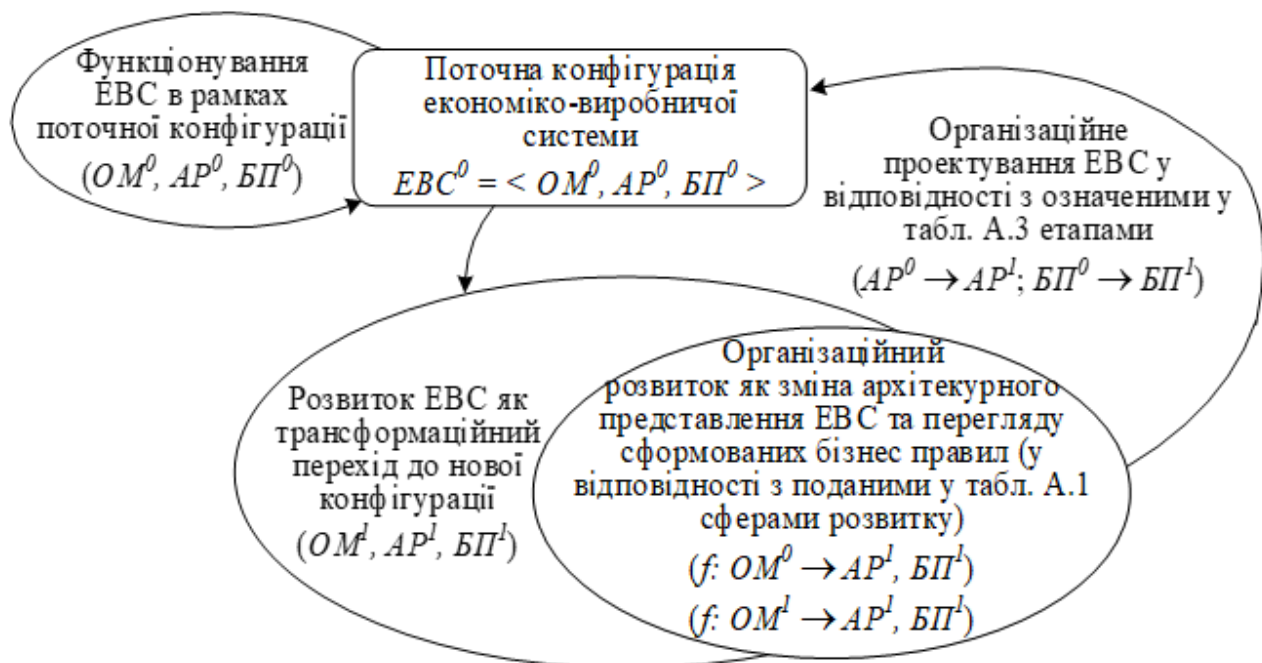 Функціонування
ЕВС в рамках
поточної конфігурації
(ОМ⁰, АР⁰, БП⁰)
Поточна конфігурація
економіко-виробничої
системи
ЕВС⁰ = < ОМ⁰, АР⁰, БП⁰ >
Організаційне
проектування ЕВС у
відповідності з означеними у
табл. А.3 етапами
(АР⁰ → АР¹; БП⁰ → БП¹)
Розвиток ЕВС як
трансформаційний
перехід до нової
конфігурації
(ОМ¹, АР¹, БП¹)
Організаційний
розвиток як зміна архітекурного
представлення ЕВС та перегляду
сформованих бізнес правил (у
відповідності з поданими у табл. А.1
сферами розвитку)
(f: ОМ⁰ → АР¹, БП¹)
(f: ОМ¹ → АР¹, БП¹)